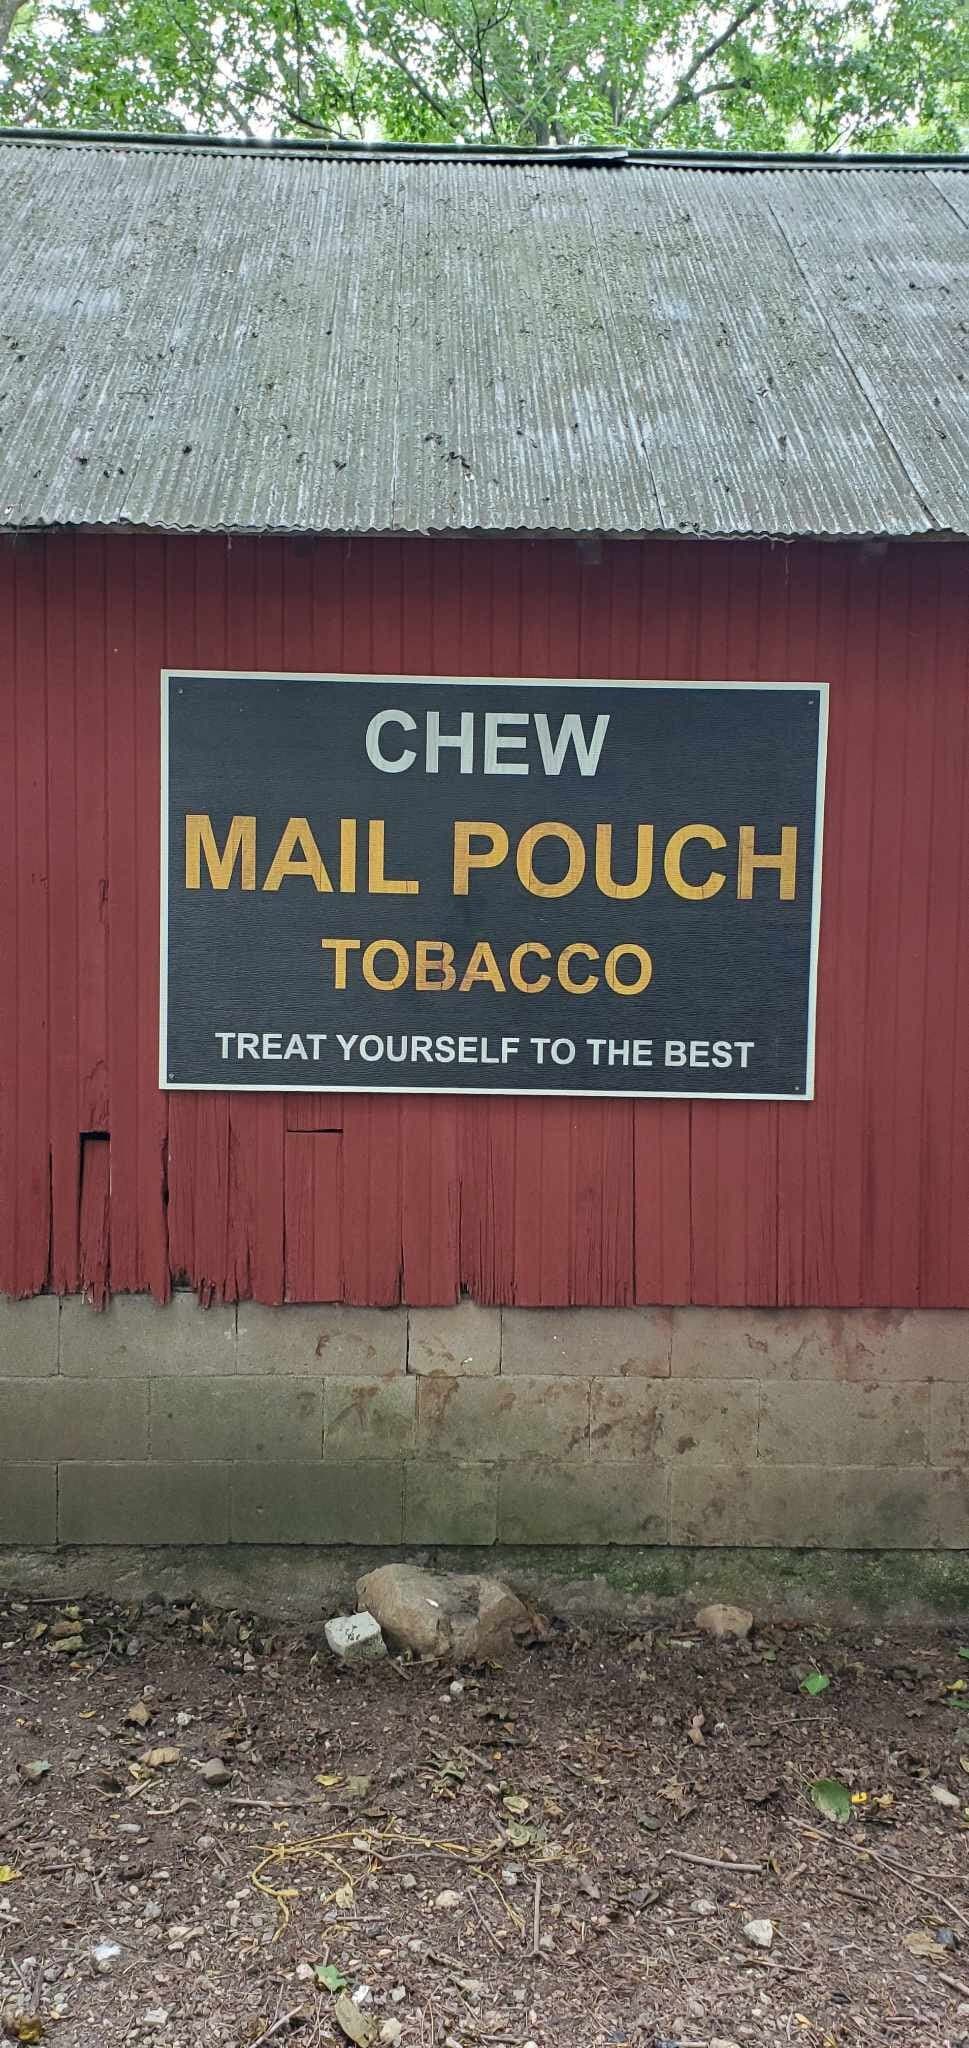 CHEW
MAIL POUCH
TOBACCO
TREAT YOURSELF TO THE BEST